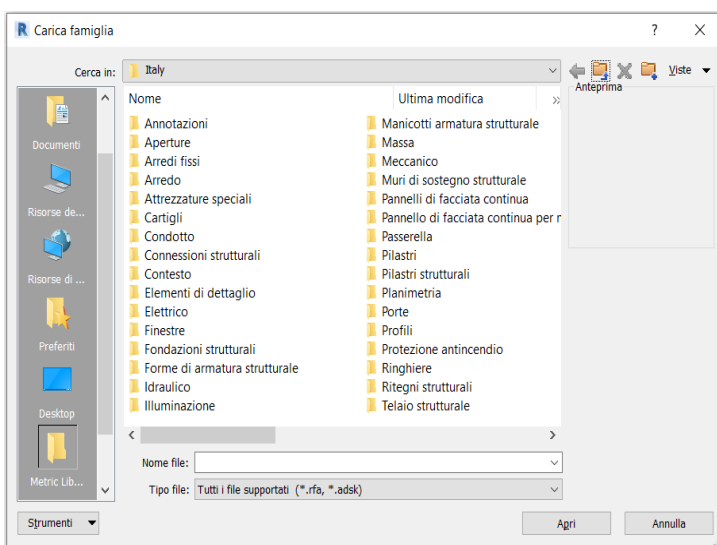 R Carica famiglia ? X
Cerca in: Italy Viste
Anteprima
Nome Ultima modifica »
Documenti
Risorse de...
Risorse di ...
Preferiti
Desktop
Metric Lib...
Annotazioni
Aperture
Arredi fissi
Arredo
Attrezzature speciali
Cartigli
Condotto
Connessioni strutturali
Contesto
Elementi di dettaglio
Elettrico
Finestre
Fondazioni strutturali
Forme di armatura strutturale
Idraulico
Illuminazione
Manicotti armatura strutturale
Massa
Meccanico
Muri di sostegno strutturale
Pannelli di facciata continua
Pannello di facciata continua per r
Passerella
Pilastri
Pilastri strutturali
Planimetria
Porte
Profili
Protezione antincendio
Ringhiere
Ritegni strutturali
Telaio strutturale
Nome file:
Tipo file: Tutti i file supportati (*.rfa, *.adsk)
Strumenti Apri Annulla